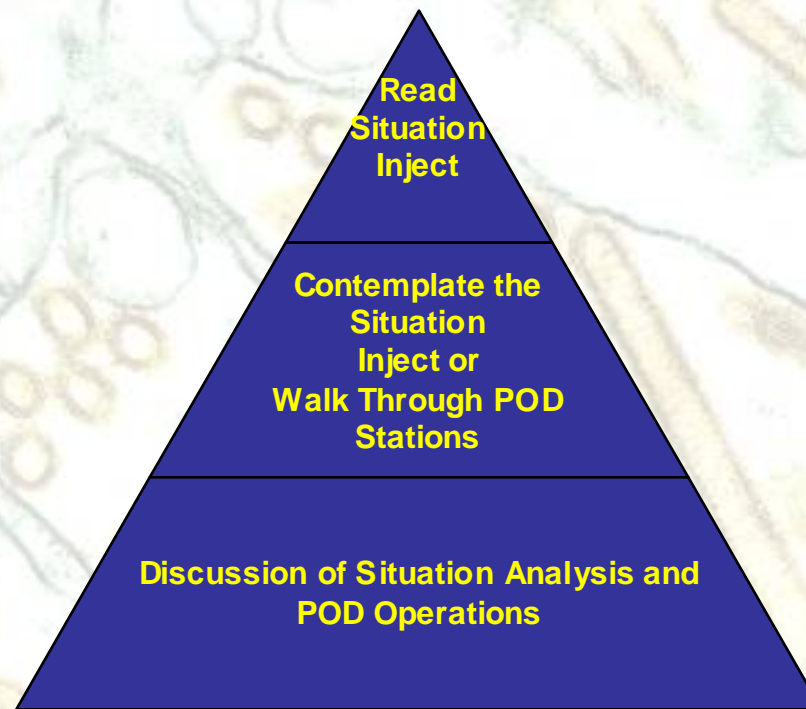 Read
Situation
Inject
Contemplate the
Situation
Inject or
Walk Through POD
Stations
Discussion of Situation Analysis and
POD Operations